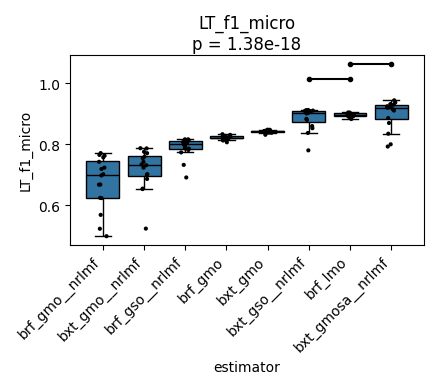 LT_f1_micro
p = 1.38e-18
LT_f1_micro
1.0
0.8
0.6
brf_gmo__nrlmf
bxt_gmo__nrlmf
brf_gso__nrlmf
brf_gmo
bxt_gmo
bxt_gso__nrlmf
brf_lmo
bxt_gmosa__nrlmf
estimator